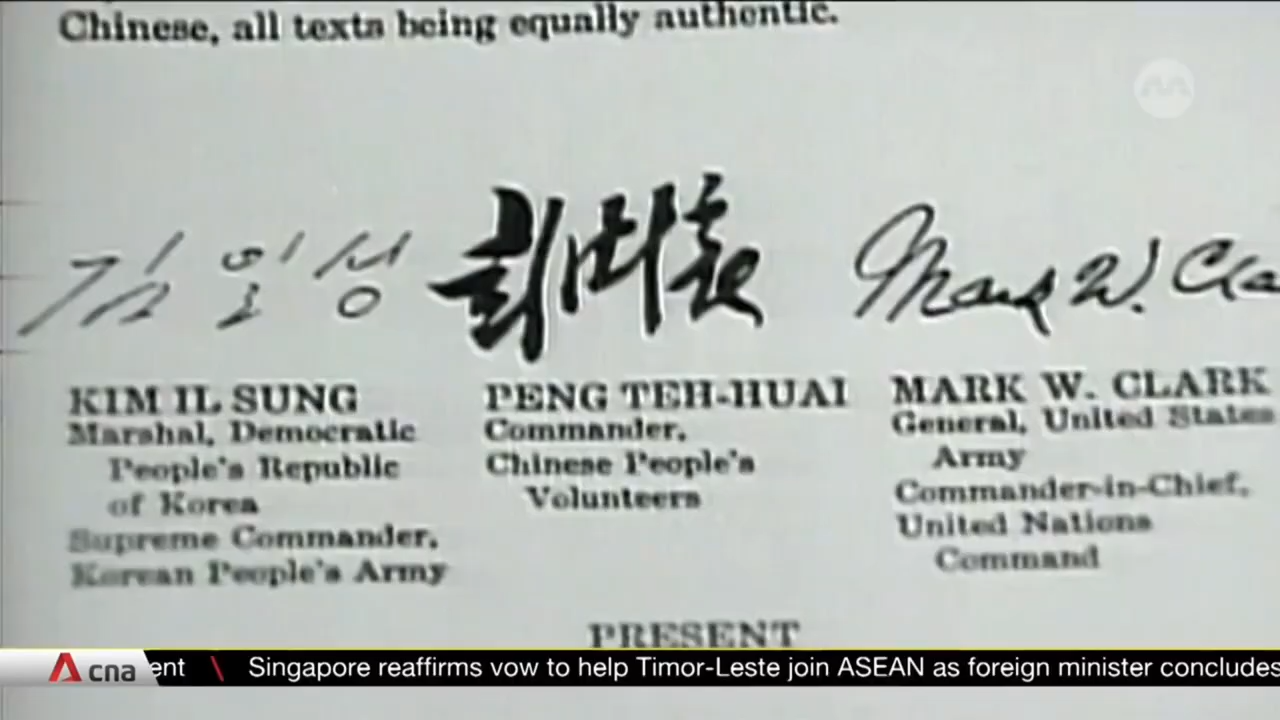 Chinese, all texts being equally authentic.
김일성 彭德怀 Mark W. Cla
KIM IL SUNG
Marshal, Democratic
People's Republic
of Korea
Supreme Commander,
Korean People's Army
PENG TEH-HUAI
Commander,
Chinese People's
Volunteers
MARK W. CLARK
General, United States
Army
Commander-in-Chief,
United Nations
Command
PRESENT
cna
ent \ Singapore reaffirms vow to help Timor-Leste join ASEAN as foreign minister concludes